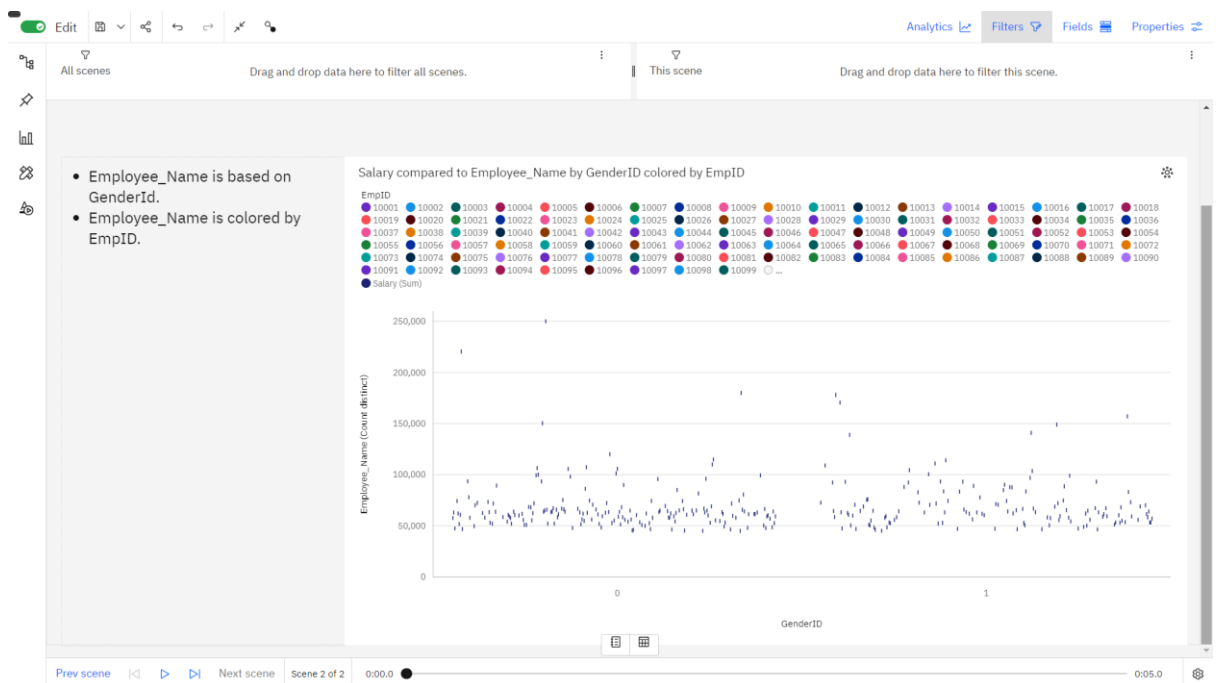 Edit
Analytics
Filters
Fields
Properties
All scenes
Drag and drop data here to filter all scenes.
This scene
Drag and drop data here to filter this scene.
• Employee_Name is based on
GenderId.
• Employee_Name is colored by
EmpID.
Salary compared to Employee_Name by GenderID colored by EmpID
EmpID
10001 10002 10003 10004 10005 10006 10007 10008 10009 10010 10011 10012 10013 10014 10015 10016 10017 10018
10019 10020 10021 10022 10023 10024 10025 10026 10027 10028 10029 10030 10031 10032 10033 10034 10035 10036
10037 10038 10039 10040 10041 10042 10043 10044 10045 10046 10047 10048 10049 10050 10051 10052 10053 10054
10055 10056 10057 10058 10059 10060 10061 10062 10063 10064 10065 10066 10067 10068 10069 10070 10071 10072
10073 10074 10075 10076 10077 10078 10079 10080 10081 10082 10083 10084 10085 10086 10087 10088 10089 10090
10091 10092 10093 10094 10095 10096 10097 10098 10099 ...
Salary (Sum)
250,000
200,000
150,000
100,000
50,000
0
Employee_Name (Count distinct)
0 1
GenderID
Prev scene
Next scene
Scene 2 of 2
0:00.0
0:05.0